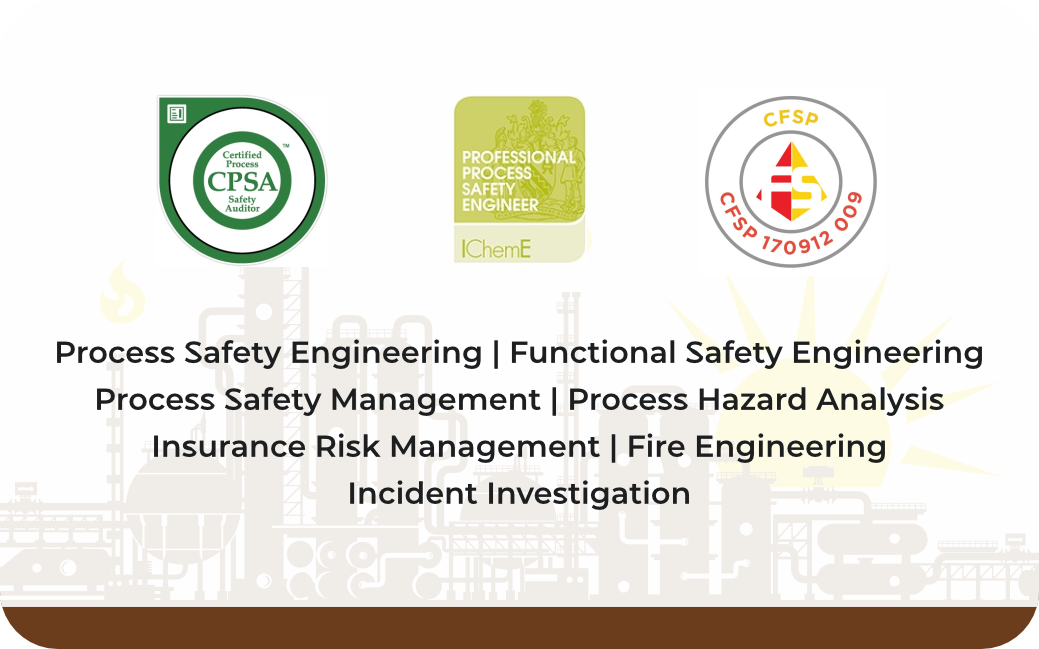 Certified
Process
CPSA
Safety
Auditor
™
PROFESSIONAL
PROCESS
SAFETY
ENGINEER
IChemE
CFSP
CFSP 170912 009
Process Safety Engineering | Functional Safety Engineering
Process Safety Management | Process Hazard Analysis
Insurance Risk Management | Fire Engineering
Incident Investigation